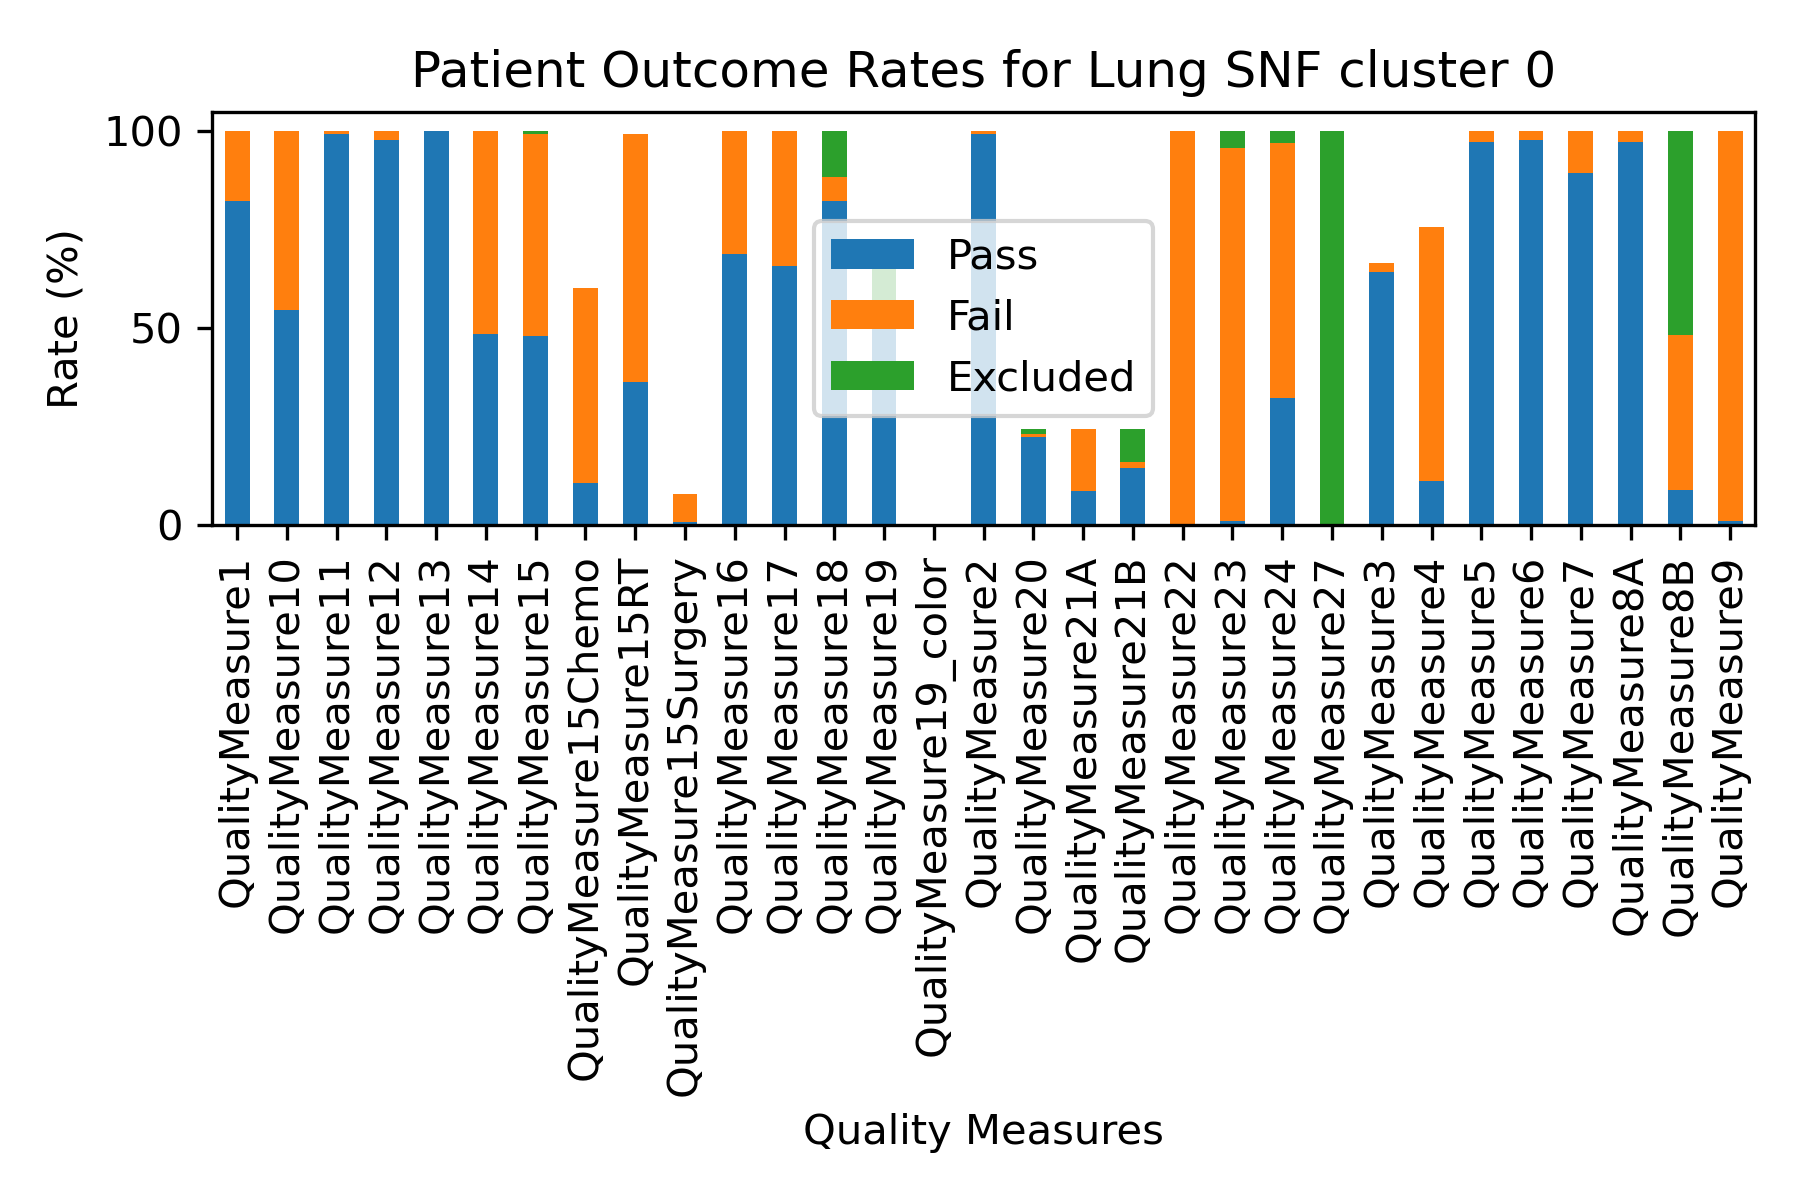 Patient Outcome Rates for Lung SNF cluster 0
Rate (%)
100
50
0
Pass
Fail
Excluded
QualityMeasure1
QualityMeasure10
QualityMeasure11
QualityMeasure12
QualityMeasure13
QualityMeasure14
QualityMeasure15
QualityMeasure15Chemo
QualityMeasure15RT
QualityMeasure15Surgery
QualityMeasure16
QualityMeasure17
QualityMeasure18
QualityMeasure19
QualityMeasure19_color
QualityMeasure2
QualityMeasure20
QualityMeasure21A
QualityMeasure21B
QualityMeasure22
QualityMeasure23
QualityMeasure24
QualityMeasure27
QualityMeasure3
QualityMeasure4
QualityMeasure5
QualityMeasure6
QualityMeasure7
QualityMeasure8A
QualityMeasure8B
QualityMeasure9
Quality Measures